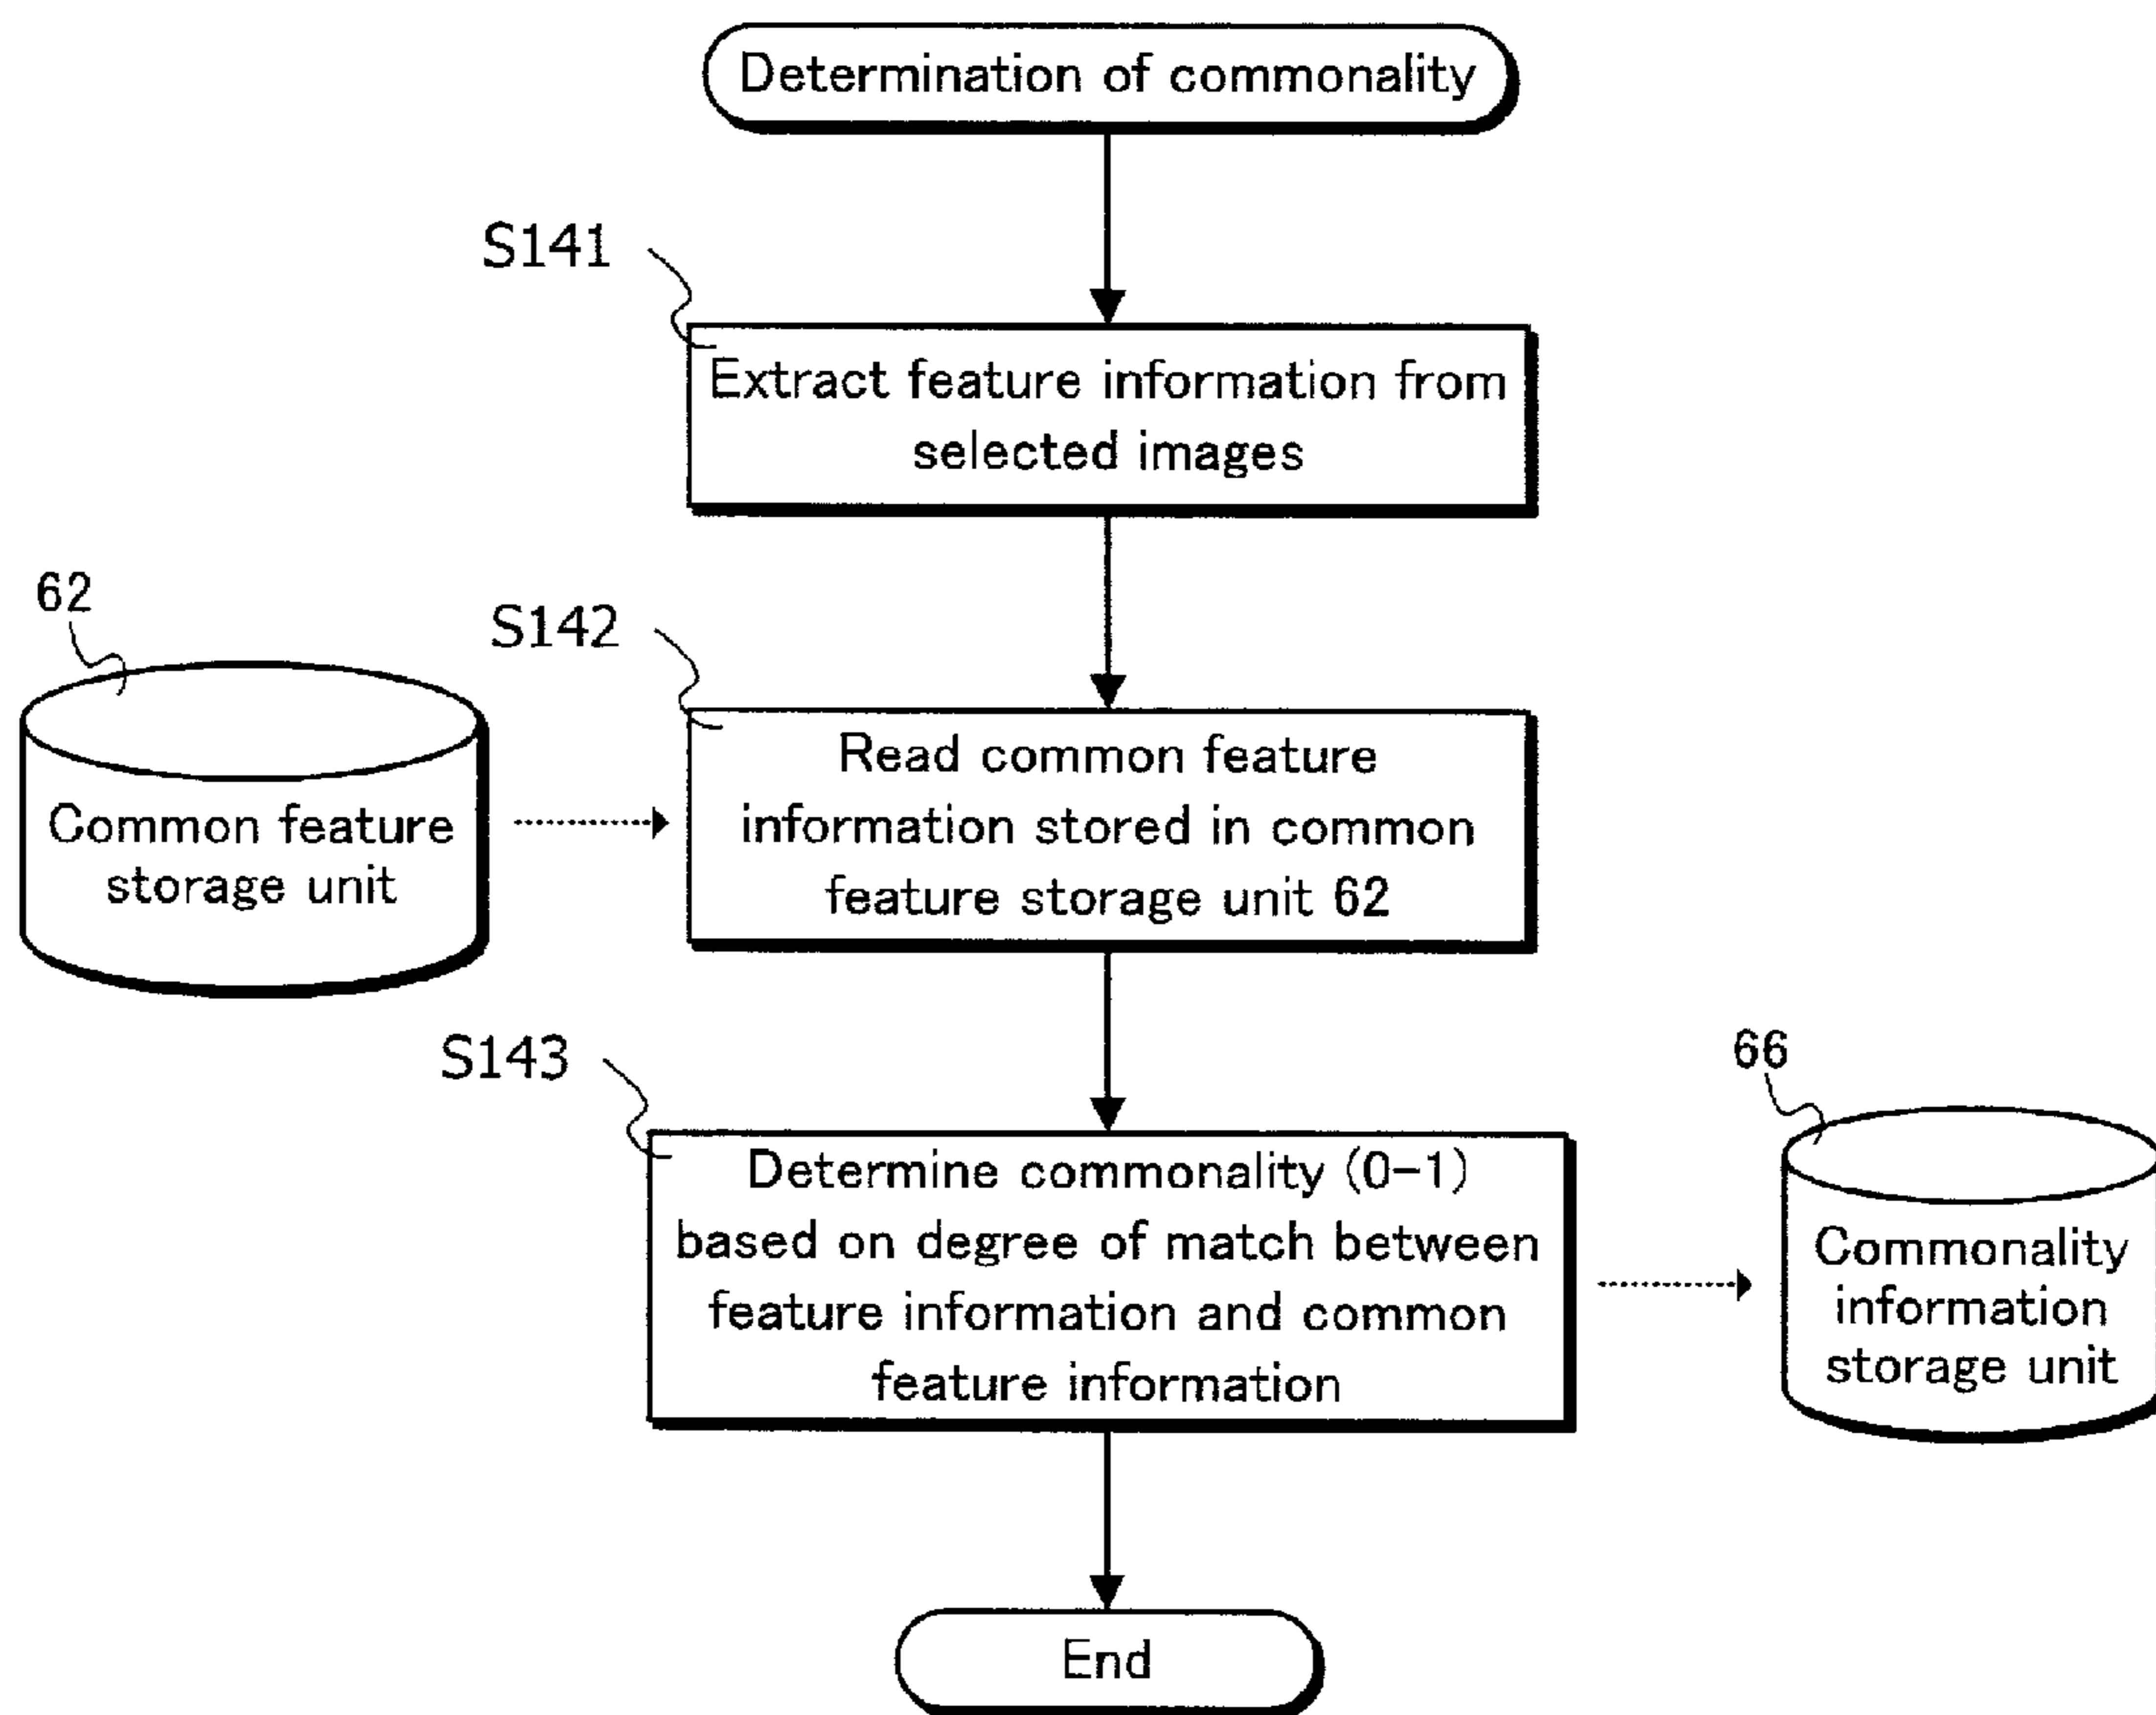 Determination of commonality
S141
Extract feature information from
selected images
62
S142
Common feature
storage unit
Read common feature
information stored in common
feature storage unit 62
S143
66
Determine commonality (0-1)
based on degree of match between
feature information and common
feature information
Commonality
information
storage unit
End